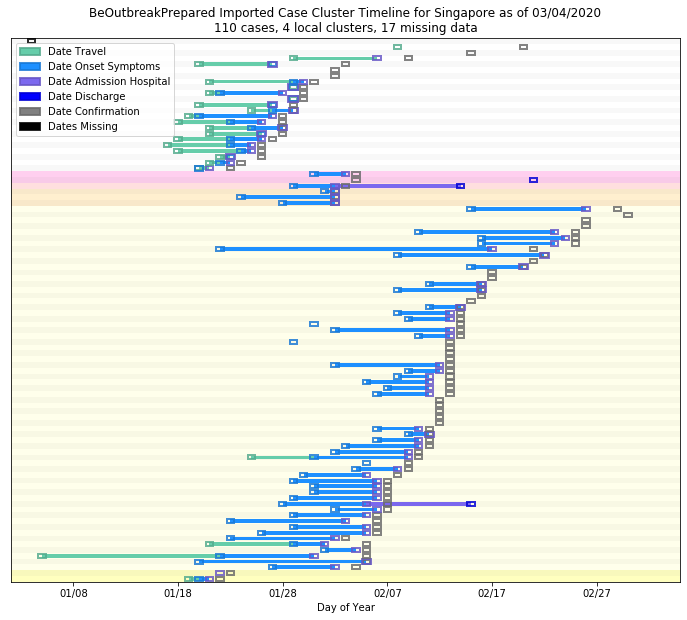 BeOutbreakPrepared Imported Case Cluster Timeline for Singapore as of 03/04/2020
110 cases, 4 local clusters, 17 missing data
Date Travel
Date Onset Symptoms
Date Admission Hospital
Date Discharge
Date Confirmation
Dates Missing
01/08 01/18 01/28 02/07 02/17 02/27
Day of Year